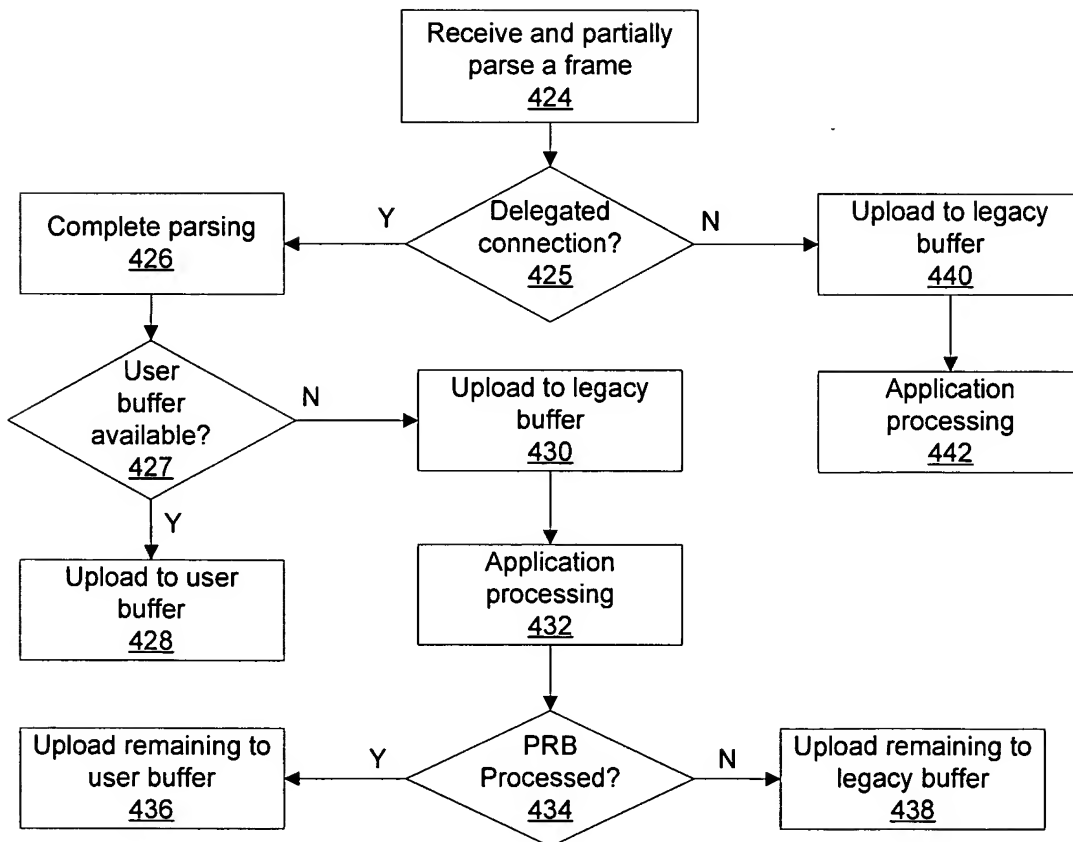 Receive and partially
parse a frame
424
Delegated
connection?
425
Y
N
Complete parsing
426
Upload to legacy
buffer
440
User
buffer
available?
427
N
Y
Upload to legacy
buffer
430
Application
processing
442
Upload to user
buffer
428
Application
processing
432
PRB
Processed?
434
Y
N
Upload remaining to
user buffer
436
Upload remaining to
legacy buffer
438